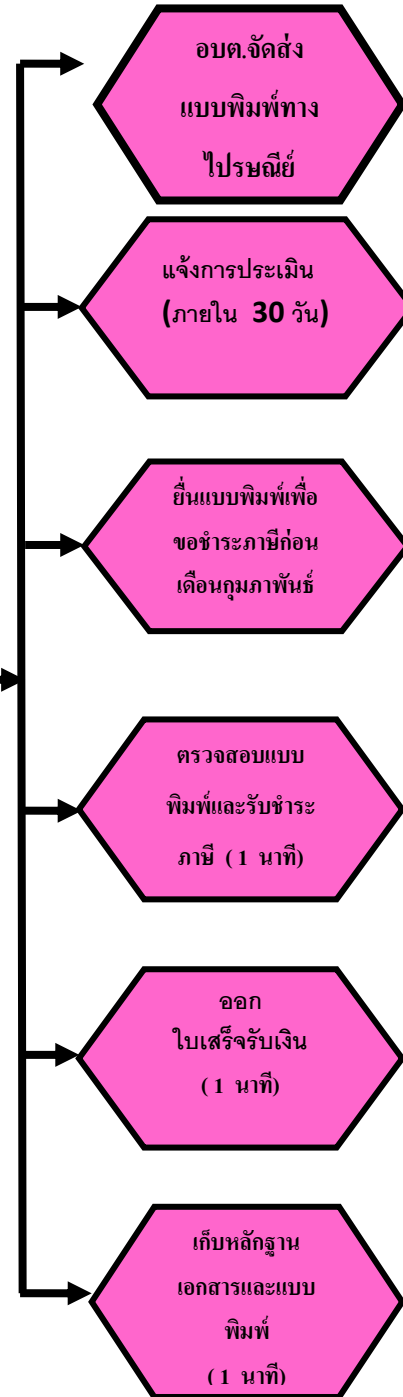 อบต.จัดส่ง
แบบพิมพ์ทาง
ไปรษณีย์
แจ้งการประเมิน
(ภายใน 30 วัน)
ยื่นแบบพิมพ์เพื่อ
ขอชำระภาษีก่อน
เดือนกุมภาพันธ์
ตรวจสอบแบบ
พิมพ์และรับชำระ
ภาษี ( 1 นาที)
ออก
ใบเสร็จรับเงิน
( 1 นาที)
เก็บหลักฐาน
เอกสารและแบบ
พิมพ์
( 1 นาที)